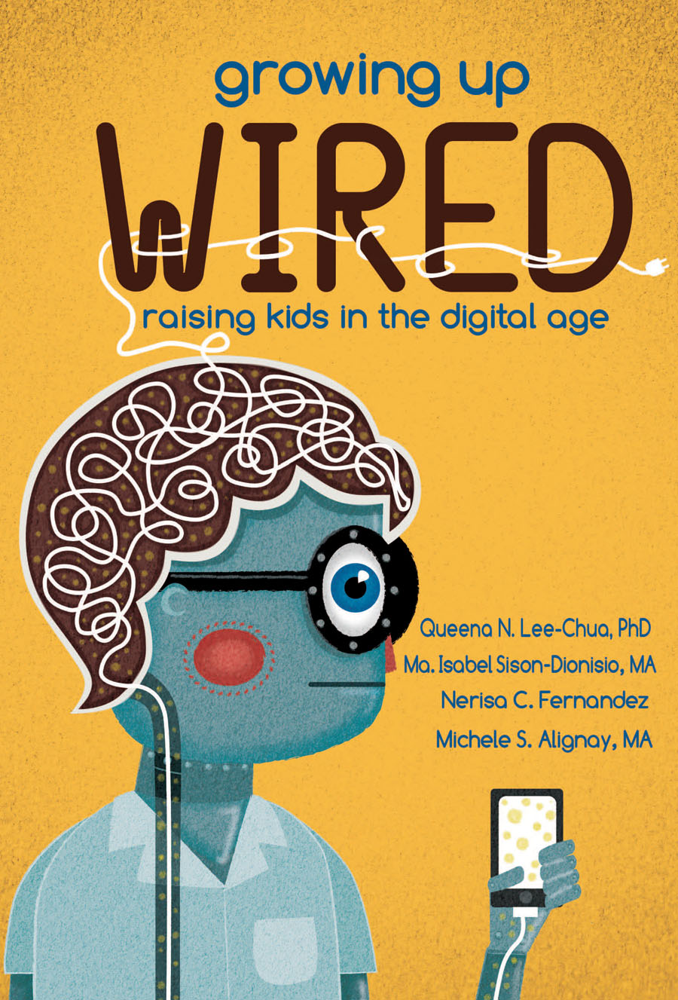 growing up
WIRED
raising kids in the digital age
Queena N. Lee-Chua, PhD
Ma. Isabel Sison-Dionisio, MA
Nerisa C. Fernandez
Michele S. Alignay, MA